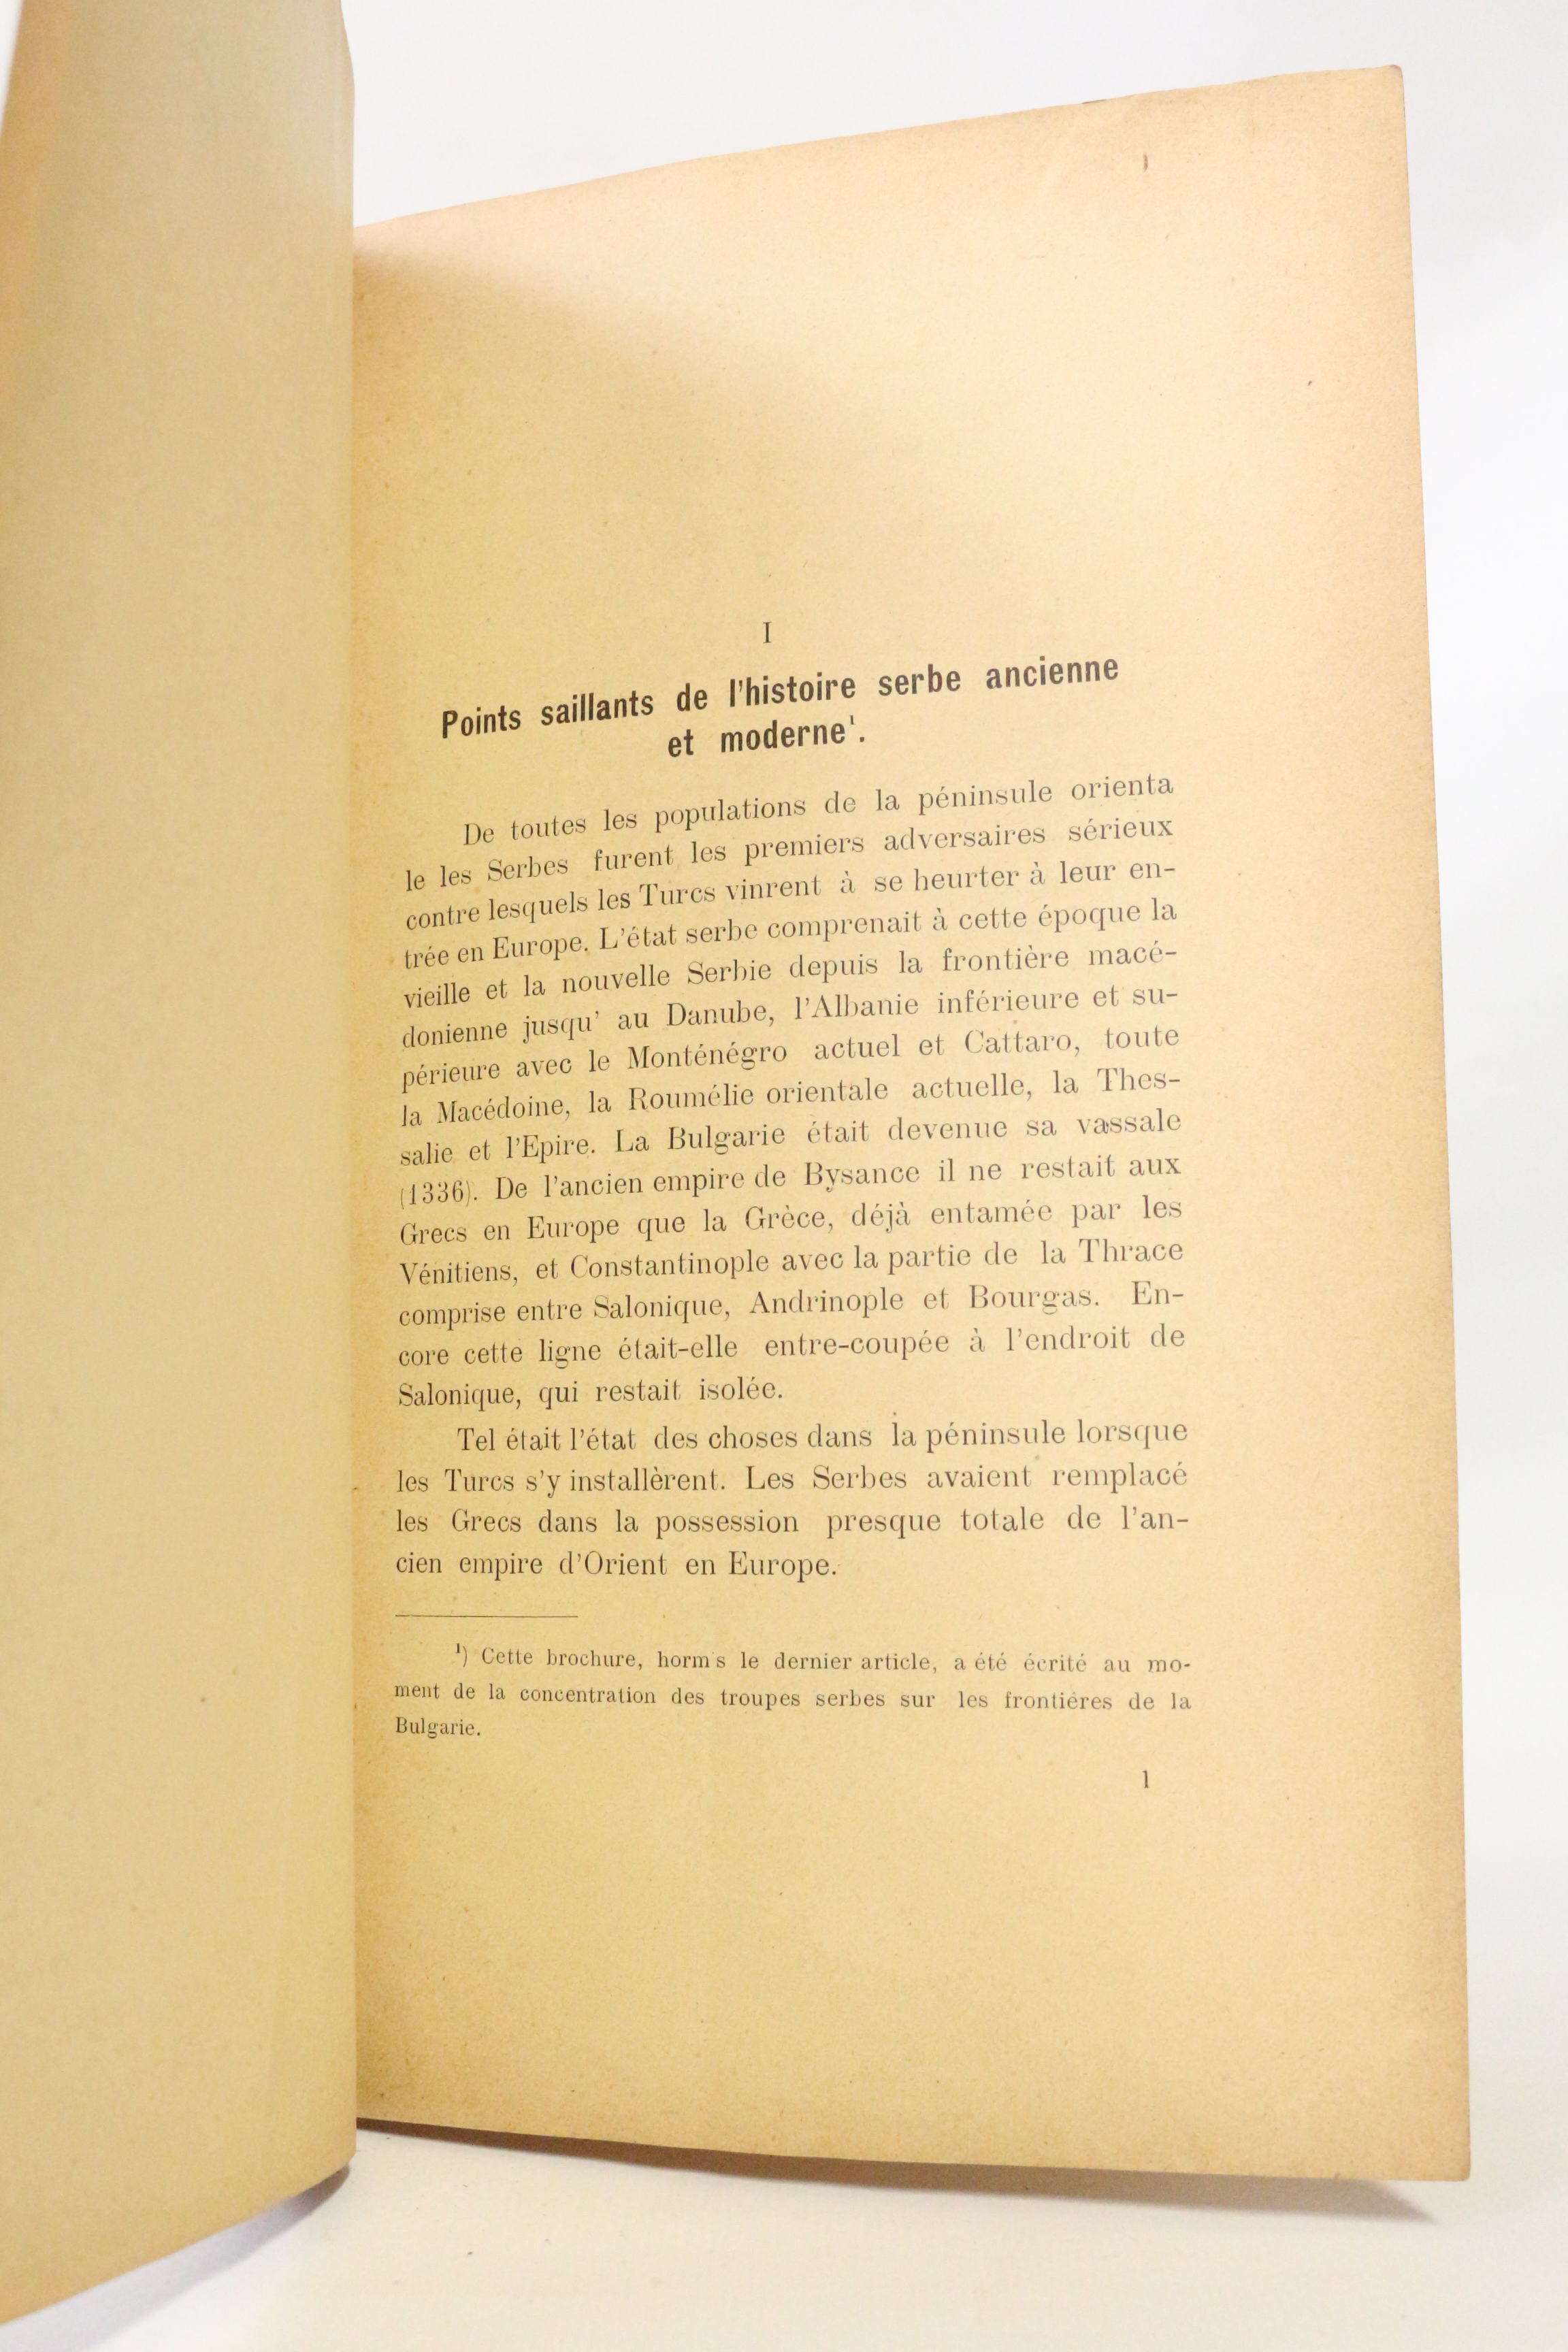 I
Points saillants de l'histoire serbe ancienne
et moderne¹.
De toutes les populations de la péninsule orienta
le les Serbes furent les premiers adversaires sérieux
contre lesquels les Turcs vinrent à se heurter à leur en-
trée en Europe. L'état serbe comprenait à cette époque la
vieille et la nouvelle Serbie depuis la frontière macé-
donienne jusqu' au Danube, l'Albanie inférieure et su-
périeure avec le Monténégro actuel et Cattaro, toute
la Macédoine, la Roumélie orientale actuelle, la Thes-
salie et l'Epire. La Bulgarie était devenue sa vassale
(1336). De l'ancien empire de Bysance il ne restait aux
Grecs en Europe que la Grèce, déjà entamée par les
Vénitiens, et Constantinople avec la partie de la Thrace
comprise entre Salonique, Andrinople et Bourgas. En-
core cette ligne était-elle entre-coupée à l'endroit de
Salonique, qui restait isolée.
Tel était l'état des choses dans la péninsule lorsque
les Turcs s'y installèrent. Les Serbes avaient remplacé
les Grecs dans la possession presque totale de l'an-
cien empire d'Orient en Europe.
¹) Cette brochure, horm s le dernier article, a été écrité au mo-
ment de la concentration des troupes serbes sur les frontiéres de la
Bulgarie.
1